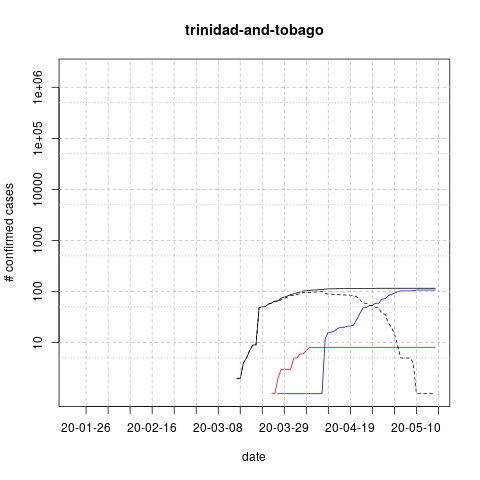 trinidad-and-tobago
# confirmed cases
1e+06
1e+05
10000
1000
100
10
20-01-26 20-02-16 20-03-08 20-03-29 20-04-19 20-05-10
date